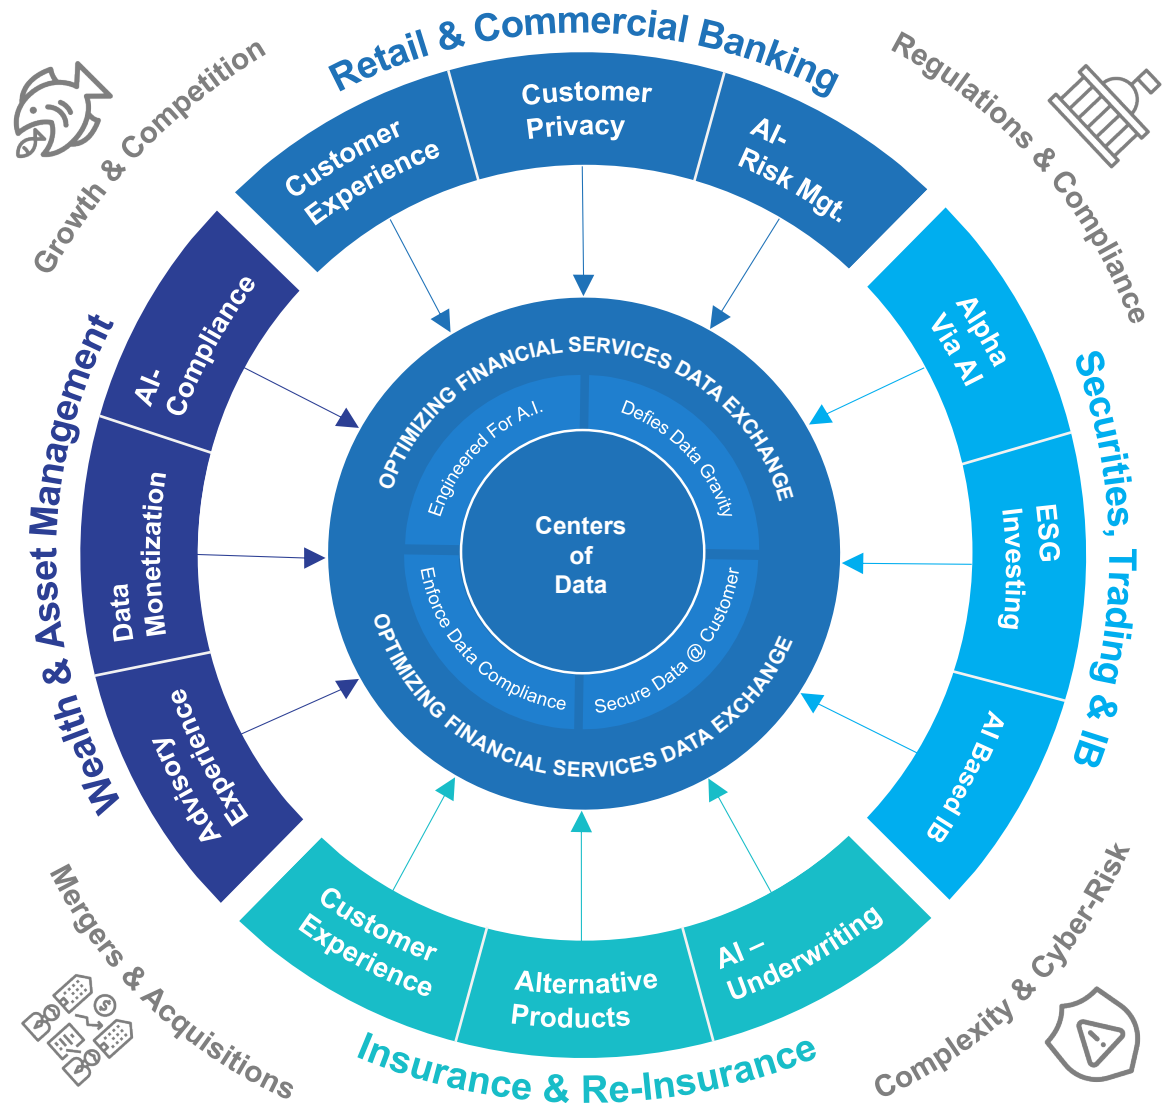 Retail & Commercial Banking
Growth & Competition
Regulations & Compliance
Customer
Experience
Customer
Privacy
AI-
Risk Mgt.
Wealth & Asset Management
AI-
Compliance
Data
Monetization
Advisory
Experience
Securities, Trading & IB
Alpha
Via AI
ESG
Investing
AI Based IB
OPTIMIZING FINANCIAL SERVICES DATA EXCHANGE
Engineered For A.I.
Defies Data Gravity
Centers
of
Data
Enforce Data Compliance
Secure Data @ Customer
OPTIMIZING FINANCIAL SERVICES DATA EXCHANGE
Customer
Experience
Alternative
Products
AI –
Underwriting
Insurance & Re-Insurance
Mergers & Acquisitions
$
Complexity & Cyber-Risk